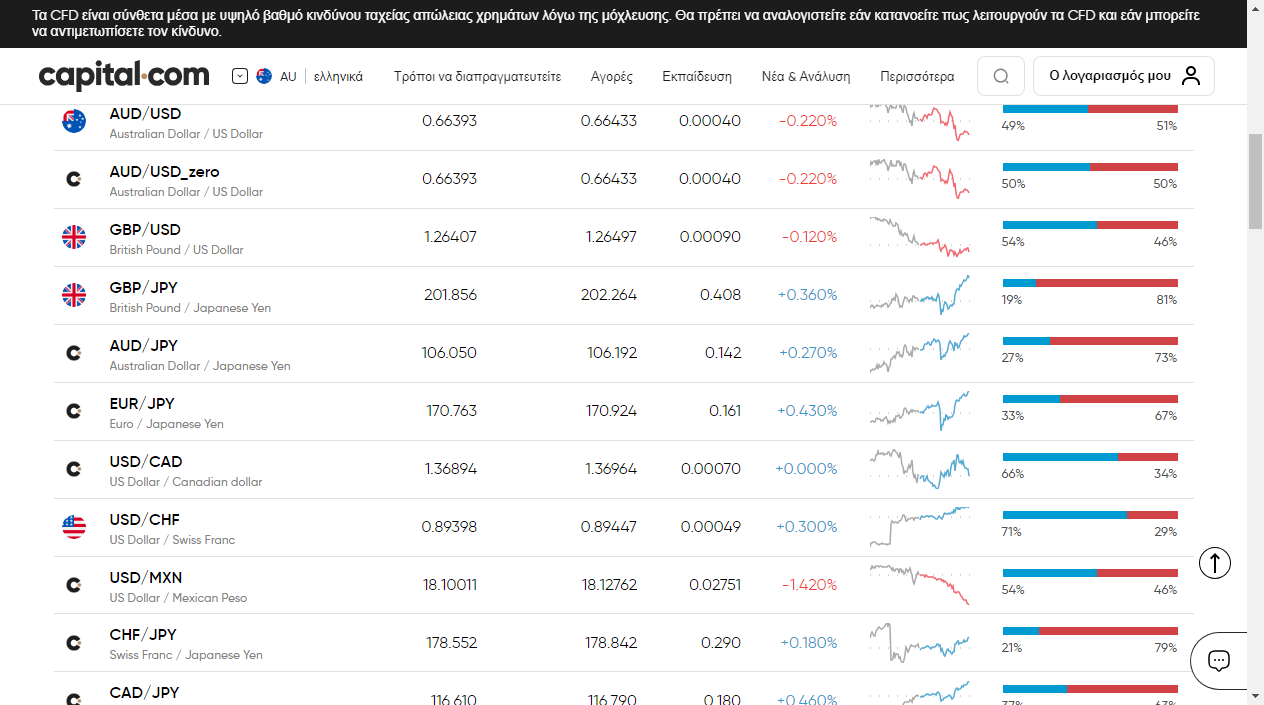 Τα CFD είναι σύνθετα μέσα με υψηλό βαθμό κινδύνου ταχείας απώλειας χρημάτων λόγω της μόχλευσης. Θα πρέπει να αναλογιστείτε εάν κατανοείτε πως λειτουργούν τα CFD και εάν μπορείτε
να αντιμετωπίσετε τον κίνδυνο.
capital.com AU ελληνικά Τρόποι να διαπραγματευτείτε Αγορές Εκπαίδευση Νέα & Ανάλυση Περισσότερα Ο λογαριασμός μου
AUD/USD 0.66393 0.66433 0.00040 -0.220%
Australian Dollar / US Dollar 49% 51%
AUD/USD_zero 0.66393 0.66433 0.00040 -0.220%
Australian Dollar / US Dollar 50% 50%
GBP/USD 1.26407 1.26497 0.00090 -0.120%
British Pound / US Dollar 54% 46%
GBP/JPY 201.856 202.264 0.408 +0.360%
British Pound / Japanese Yen 19% 81%
AUD/JPY 106.050 106.192 0.142 +0.270%
Australian Dollar / Japanese Yen 27% 73%
EUR/JPY 170.763 170.924 0.161 +0.430%
Euro / Japanese Yen 33% 67%
USD/CAD 1.36894 1.36964 0.00070 +0.000%
US Dollar / Canadian dollar 66% 34%
USD/CHF 0.89398 0.89447 0.00049 +0.300%
US Dollar / Swiss Franc 71% 29%
USD/MXN 18.10011 18.12762 0.02751 -1.420%
US Dollar / Mexican Peso 54% 46%
CHF/JPY 178.552 178.842 0.290 +0.180%
Swiss Franc / Japanese Yen 21% 79%
CAD/JPY 116.610 116.790 0.180 +0.460%